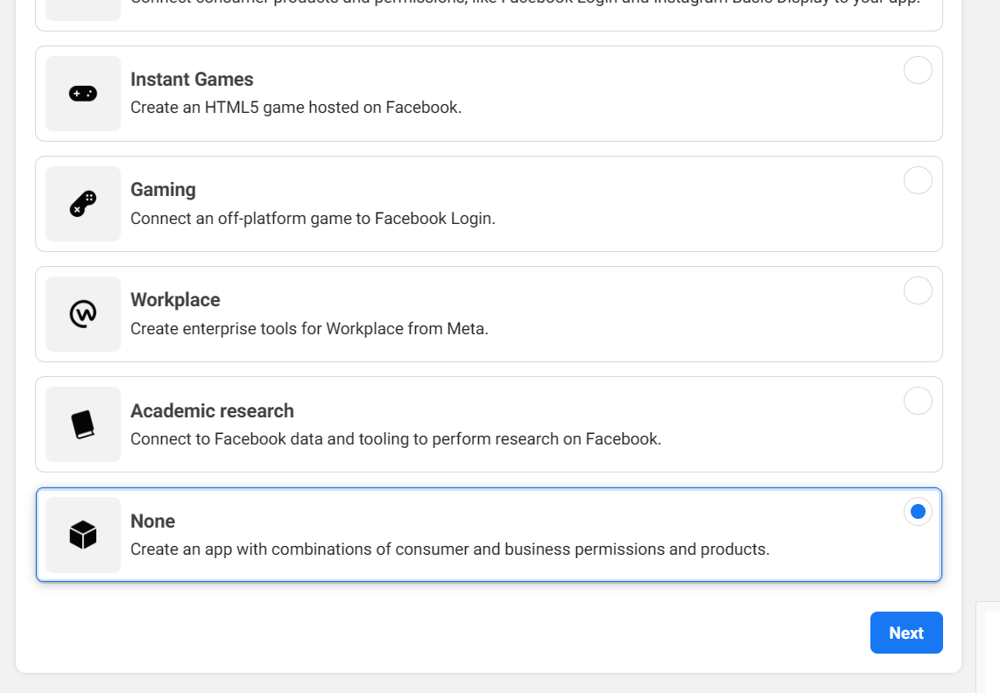 Connect consumer products and permissions, like Facebook Login and Instagram Basic Display to your app.
Instant Games
Create an HTML5 game hosted on Facebook.
Gaming
Connect an off-platform game to Facebook Login.
Workplace
Create enterprise tools for Workplace from Meta.
Academic research
Connect to Facebook data and tooling to perform research on Facebook.
None
Create an app with combinations of consumer and business permissions and products.
Next